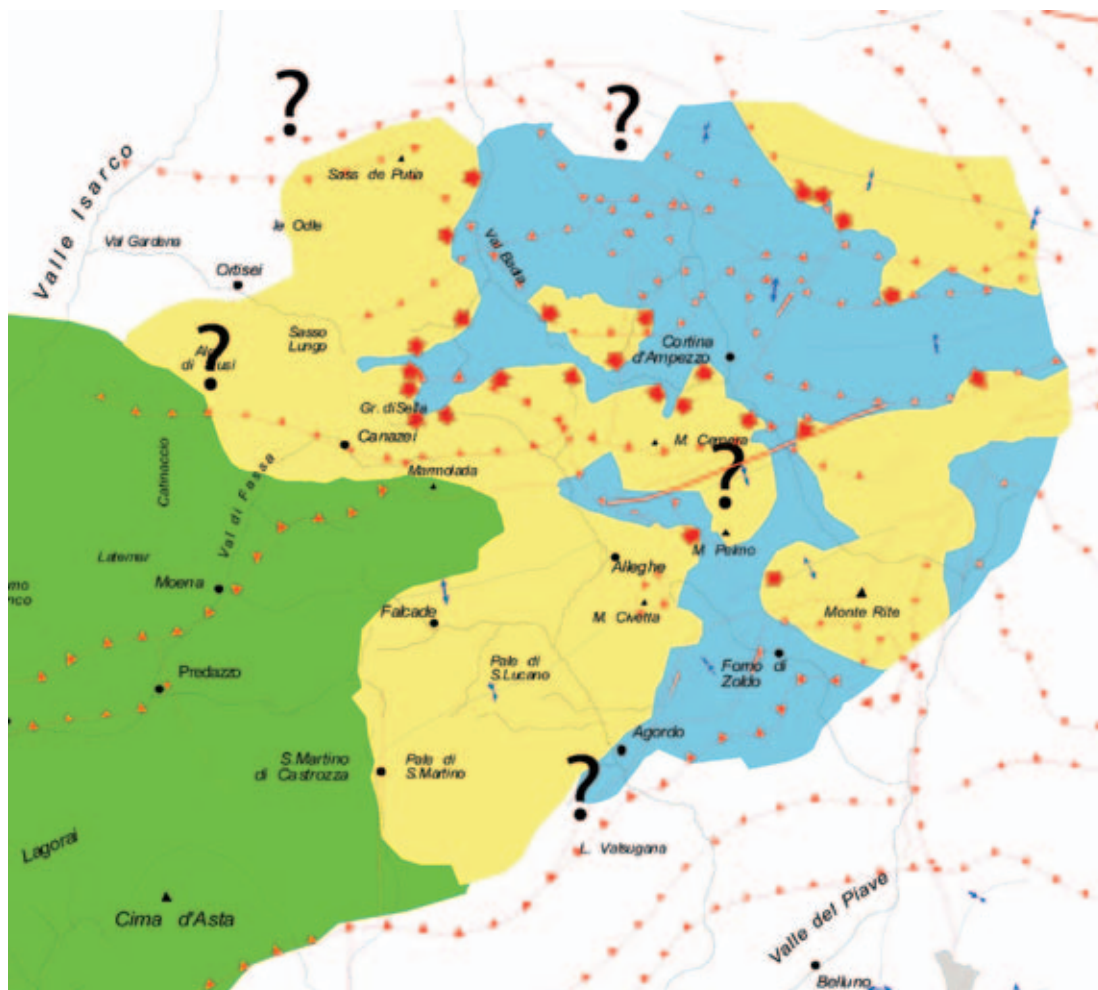 ?
?
Sass de Putia
Valle Isarco
le Odle
Val Gardena
Val Badia
Ortisei
?
Sasso
Lungo
Cortina
d'Ampezzo
Gr. di Sella
Canazei
?
Marmolada
Catinaccio
Val di Fassa
M. Pelmo
Latemar
Alleghe
Moena
Monte Rite
Falcade
M. Civetta
Pale di
S.Lucano
Forno di
Zoldo
Predazzo
Agordo
S.Martino
di Castrozza
Pale di
S.Martino
?
L. Valsugana
Lagorai
Cima d'Asta
Valle del Piave
Belluno